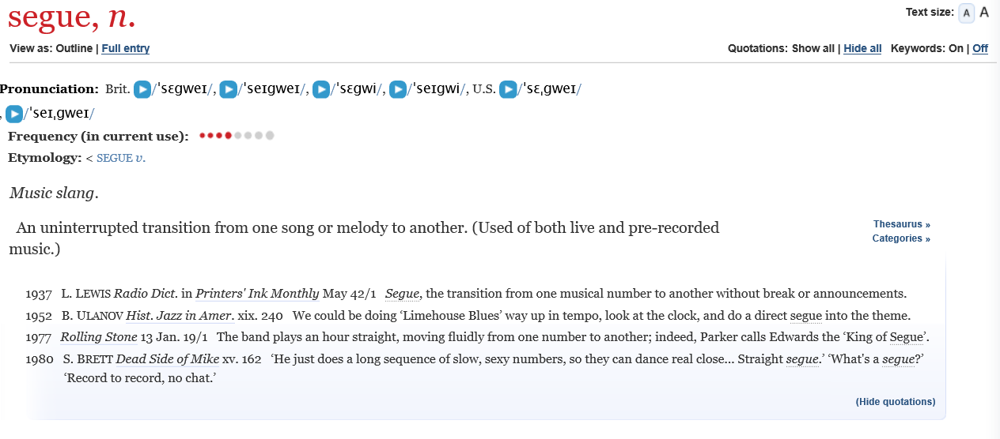 segue, n.
Text size: A A
View as: Outline | Full entry
Quotations: Show all | Hide all Keywords: On | Off
Pronunciation: Brit. /ˈsɛɡweɪ/, /ˈseɪɡweɪ/, /ˈsɛɡwi/, /ˈseɪɡwi/, U.S. /ˈsɛˌɡweɪ/
, /ˈseɪˌɡweɪ/
Frequency (in current use):
Etymology: < SEGUE v.
Music slang.
An uninterrupted transition from one song or melody to another. (Used of both live and pre-recorded
music.)
Thesaurus »
Categories »
1937 L. LEWIS Radio Dict. in Printers' Ink Monthly May 42/1 Segue, the transition from one musical number to another without break or announcements.
1952 B. ULANOV Hist. Jazz in Amer. xix. 240 We could be doing ‘Limehouse Blues’ way up in tempo, look at the clock, and do a direct segue into the theme.
1977 Rolling Stone 13 Jan. 19/1 The band plays an hour straight, moving fluidly from one number to another; indeed, Parker calls Edwards the ‘King of Segue’.
1980 S. BRETT Dead Side of Mike xv. 162 ‘He just does a long sequence of slow, sexy numbers, so they can dance real close... Straight segue.’ ‘What's a segue?’
‘Record to record, no chat.’
(Hide quotations)